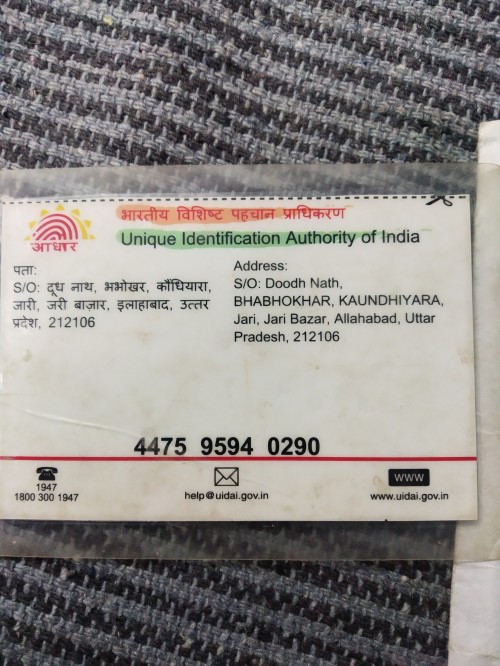 भारतीय विशिष्ट पहचान प्राधिकरण
Unique Identification Authority of India
आधार
पता:
S/O: दूध नाथ, भभोखर, कौंधियारा,
जारी, जरी बाज़ार, इलाहाबाद, उत्तर
प्रदेश, 212106
Address:
S/O: Doodh Nath,
BHABHOKHAR, KAUNDHIYARA,
Jari, Jari Bazar, Allahabad, Uttar
Pradesh, 212106
4475 9594 0290
1947
1800 300 1947
help@uidai.gov.in
www
www.uidai.gov.in